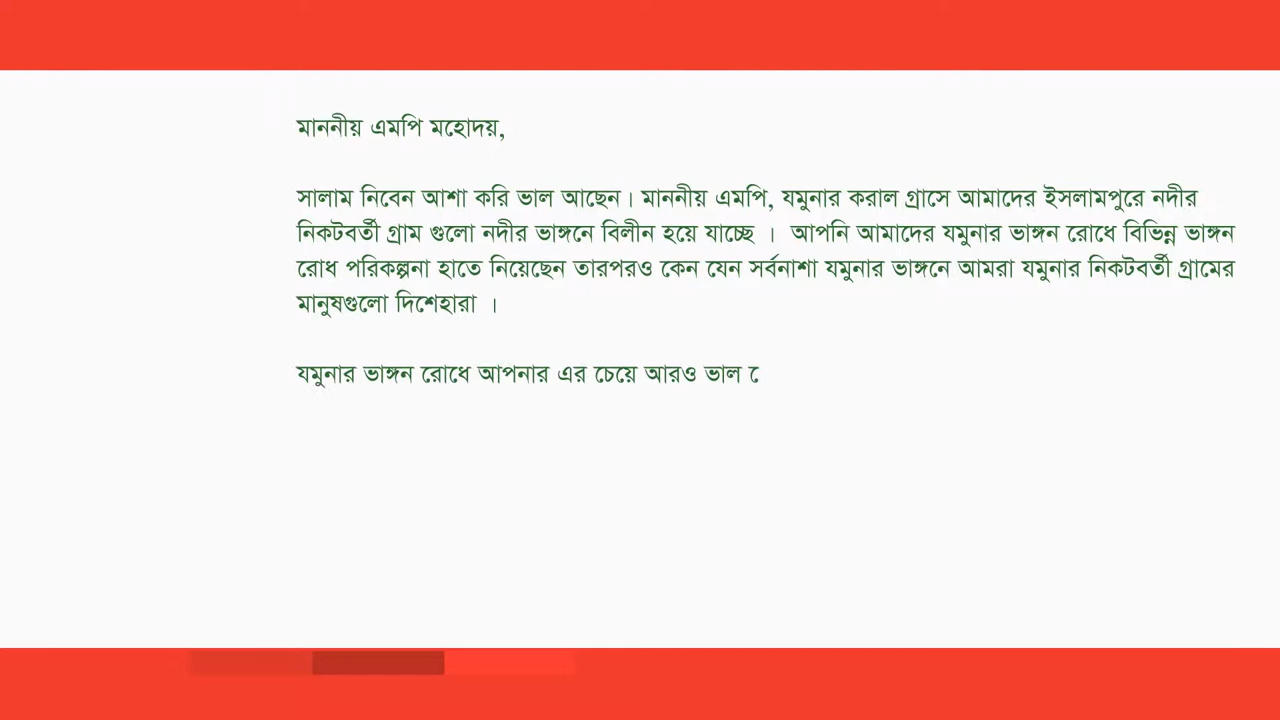 মাননীয় এমপি মহোদয়,
সালাম নিবেন আশা করি ভাল আছেন। মাননীয় এমপি, যমুনার করাল গ্রাসে আমাদের ইসলামপুরে নদীর
নিকটবর্তী গ্রাম গুলো নদীর ভাঙ্গনে বিলীন হয়ে যাচ্ছে । আপনি আমাদের যমুনার ভাঙ্গন রোধে বিভিন্ন ভাঙ্গন
রোধ পরিকল্পনা হাতে নিয়েছেন তারপরও কেন যেন সর্বনাশা যমুনার ভাঙ্গনে আমরা যমুনার নিকটবর্তী গ্রামের
মানুষগুলো দিশেহারা ।
যমুনার ভাঙ্গন রোধে আপনার এর চেয়ে আরও ভাল ে